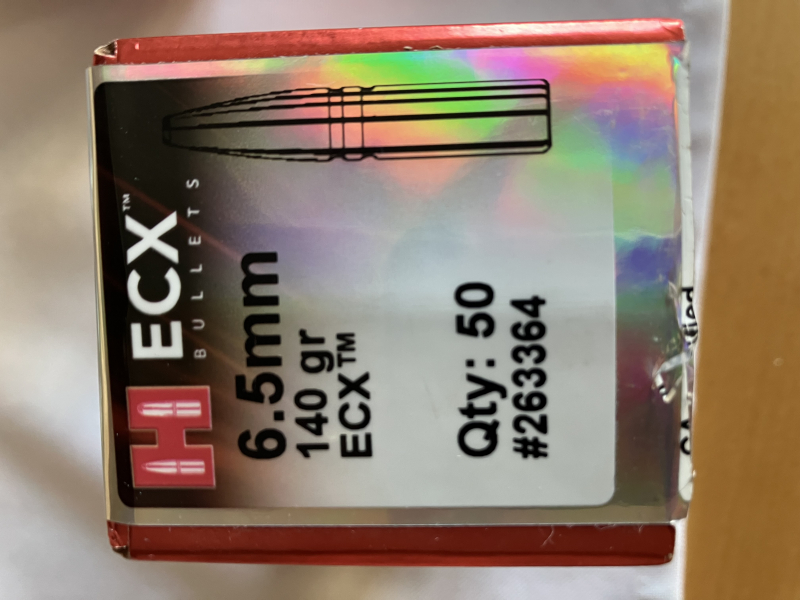 H ECX™
BULLETS
6.5mm
140 gr
ECX™
Qty: 50
#263364